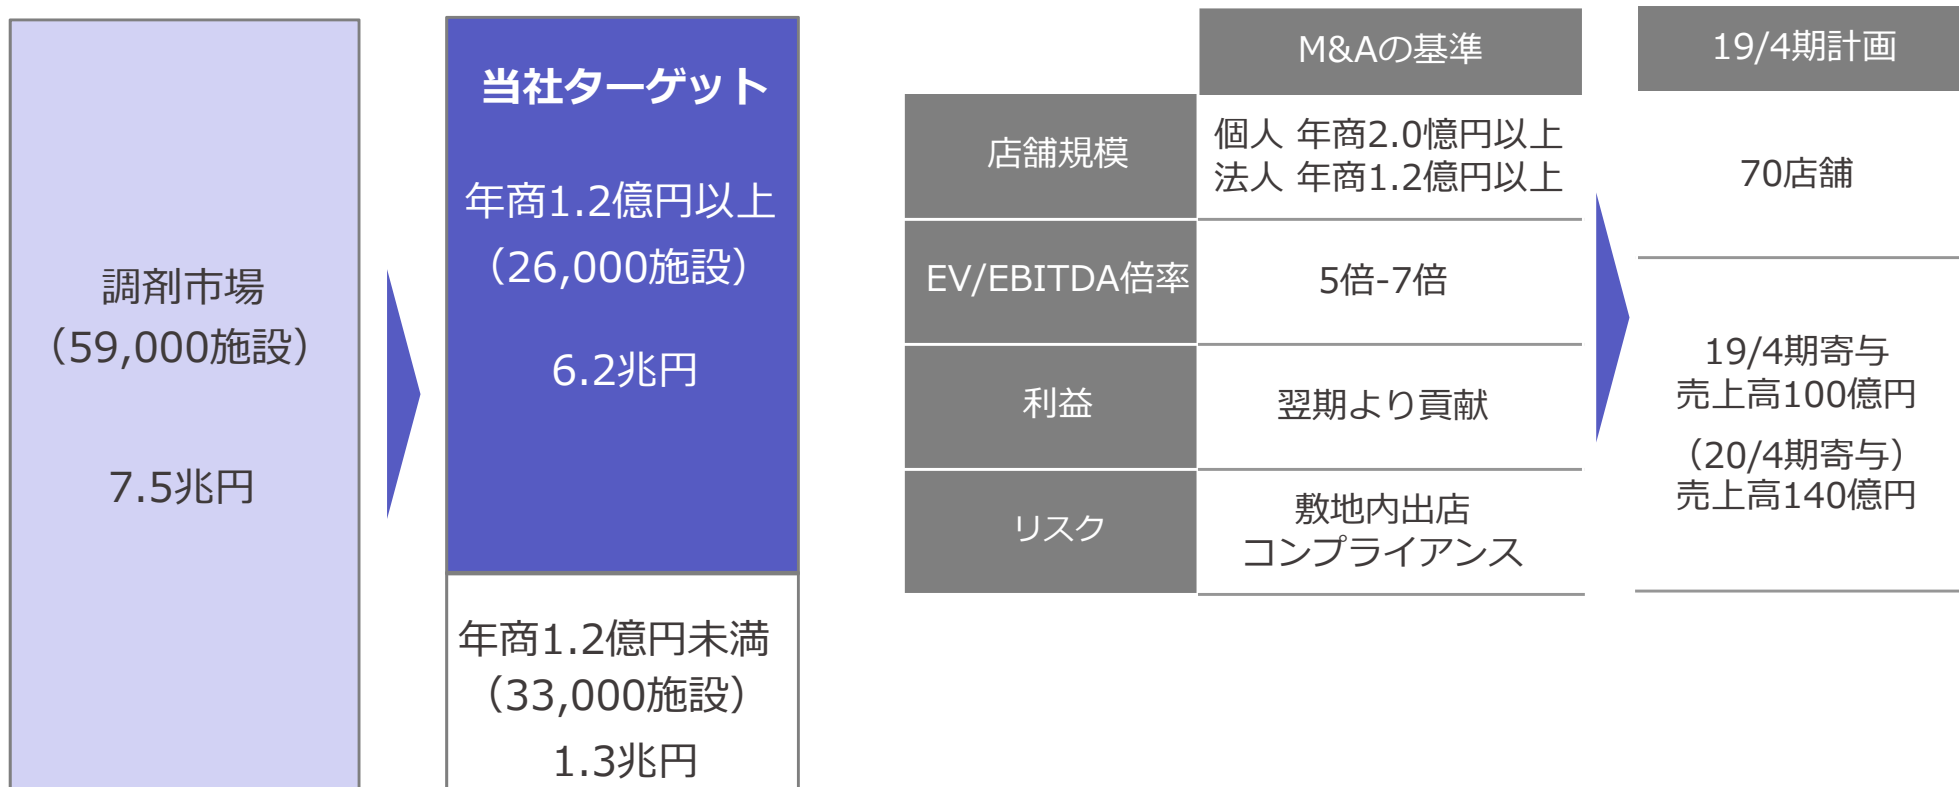 調剤市場
（59,000施設）
7.5兆円
当社ターゲット
年商1.2億円以上
（26,000施設）
6.2兆円
年商1.2億円未満
（33,000施設）
1.3兆円
M&Aの基準
店舗規模
個人 年商2.0憶円以上
法人 年商1.2億円以上
EV/EBITDA倍率
5倍-7倍
利益
翌期より貢献
リスク
敷地内出店
コンプライアンス
19/4期計画
70店舗
19/4期寄与
売上高100億円
（20/4期寄与）
売上高140億円